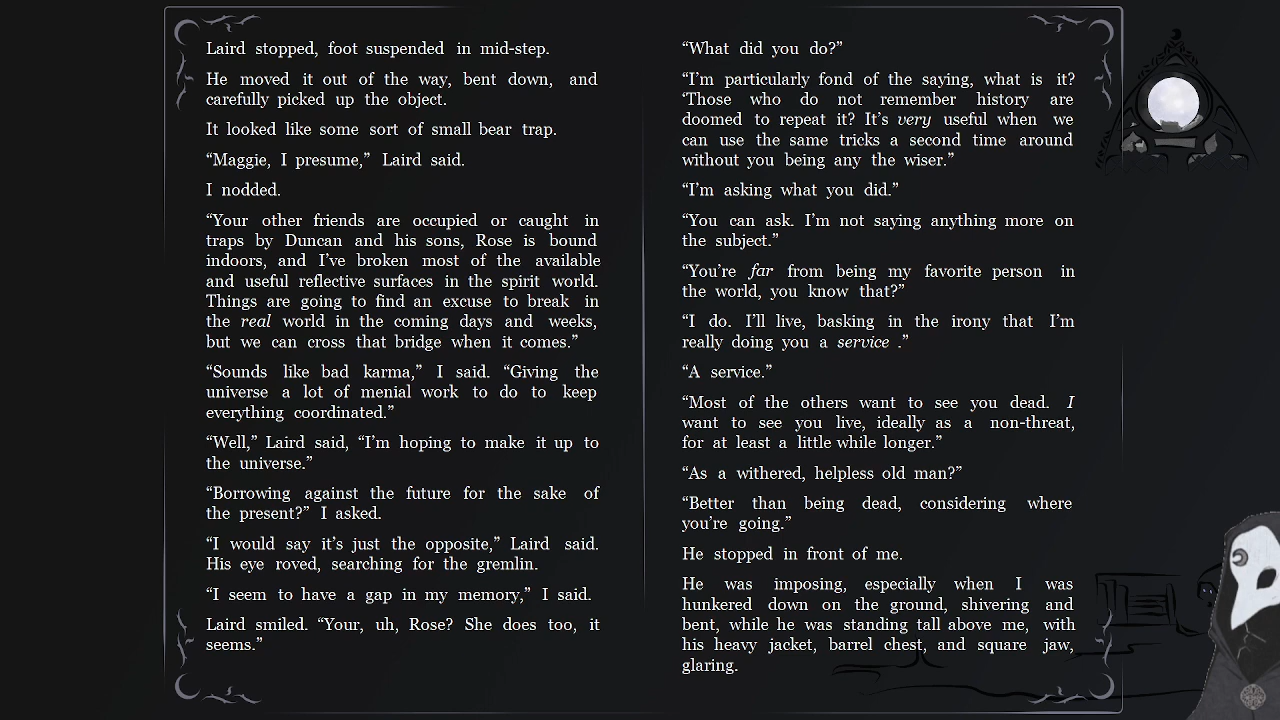 Laird stopped, foot suspended in mid-step.
He moved it out of the way, bent down, and
carefully picked up the object.
It looked like some sort of small bear trap.
“Maggie, I presume,” Laird said.
I nodded.
“Your other friends are occupied or caught in
traps by Duncan and his sons, Rose is bound
indoors, and I’ve broken most of the available
and useful reflective surfaces in the spirit world.
Things are going to find an excuse to break in
the real world in the coming days and weeks,
but we can cross that bridge when it comes.”
“Sounds like bad karma,” I said. “Giving the
universe a lot of menial work to do to keep
everything coordinated.”
“Well,” Laird said, “I’m hoping to make it up to
the universe.”
“Borrowing against the future for the sake of
the present?” I asked.
“I would say it’s just the opposite,” Laird said.
His eye roved, searching for the gremlin.
“I seem to have a gap in my memory,” I said.
Laird smiled. “Your, uh, Rose? She does too, it
seems.”
“What did you do?”
“I’m particularly fond of the saying, what is it?
‘Those who do not remember history are
doomed to repeat it? It’s very useful when we
can use the same tricks a second time around
without you being any the wiser.”
“I’m asking what you did.”
“You can ask. I’m not saying anything more on
the subject.”
“You’re far from being my favorite person in
the world, you know that?”
“I do. I’ll live, basking in the irony that I’m
really doing you a service .”
“A service.”
“Most of the others want to see you dead. I
want to see you live, ideally as a non-threat,
for at least a little while longer.”
“As a withered, helpless old man?”
“Better than being dead, considering where
you’re going.”
He stopped in front of me.
He was imposing, especially when I was
hunkered down on the ground, shivering and
bent, while he was standing tall above me, with
his heavy jacket, barrel chest, and square jaw,
glaring.